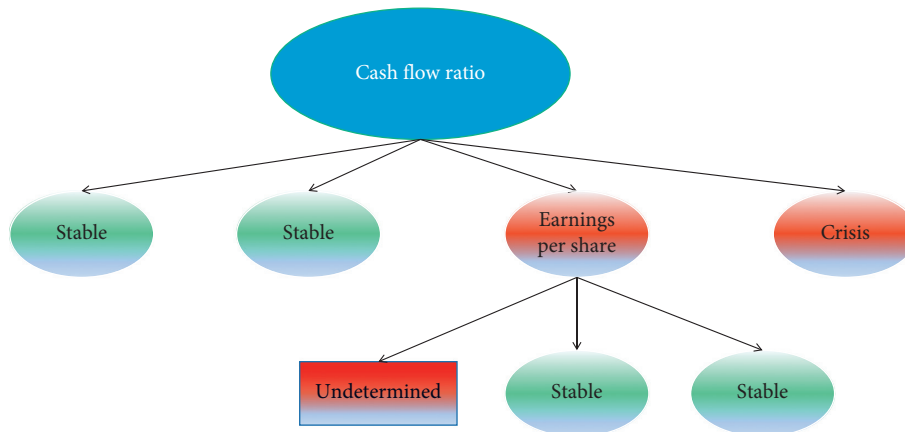 Cash flow ratio
Stable
Stable
Earnings
per share
Crisis
Undetermined
Stable
Stable